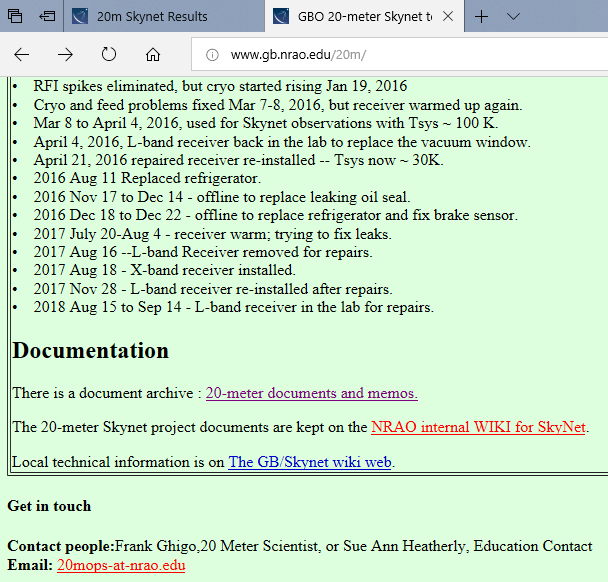 20m Skynet Results
GBO 20-meter Skynet t
www.gb.nrao.edu/20m/
• RFI spikes eliminated, but cryo started rising Jan 19, 2016
• Cryo and feed problems fixed Mar 7-8, 2016, but receiver warmed up again.
• Mar 8 to April 4, 2016, used for Skynet observations with Tsys ~ 100 K.
• April 4, 2016, L-band receiver back in the lab to replace the vacuum window.
• April 21, 2016 repaired receiver re-installed -- Tsys now ~ 30K.
• 2016 Aug 11 Replaced refrigerator.
• 2016 Nov 17 to Dec 14 - offline to replace leaking oil seal.
• 2016 Dec 18 to Dec 22 - offline to replace refrigerator and fix brake sensor.
• 2017 July 20-Aug 4 - receiver warm; trying to fix leaks.
• 2017 Aug 16 --L-band Receiver removed for repairs.
• 2017 Aug 18 - X-band receiver installed.
• 2017 Nov 28 - L-band receiver re-installed after repairs.
• 2018 Aug 15 to Sep 14 - L-band receiver in the lab for repairs.
Documentation
There is a document archive : 20-meter documents and memos.
The 20-meter Skynet project documents are kept on the NRAO internal WIKI for SkyNet.
Local technical information is on The GB/Skynet wiki web.
Get in touch
Contact people:Frank Ghigo,20 Meter Scientist, or Sue Ann Heatherly, Education Contact
Email: 20mops-at-nrao.edu